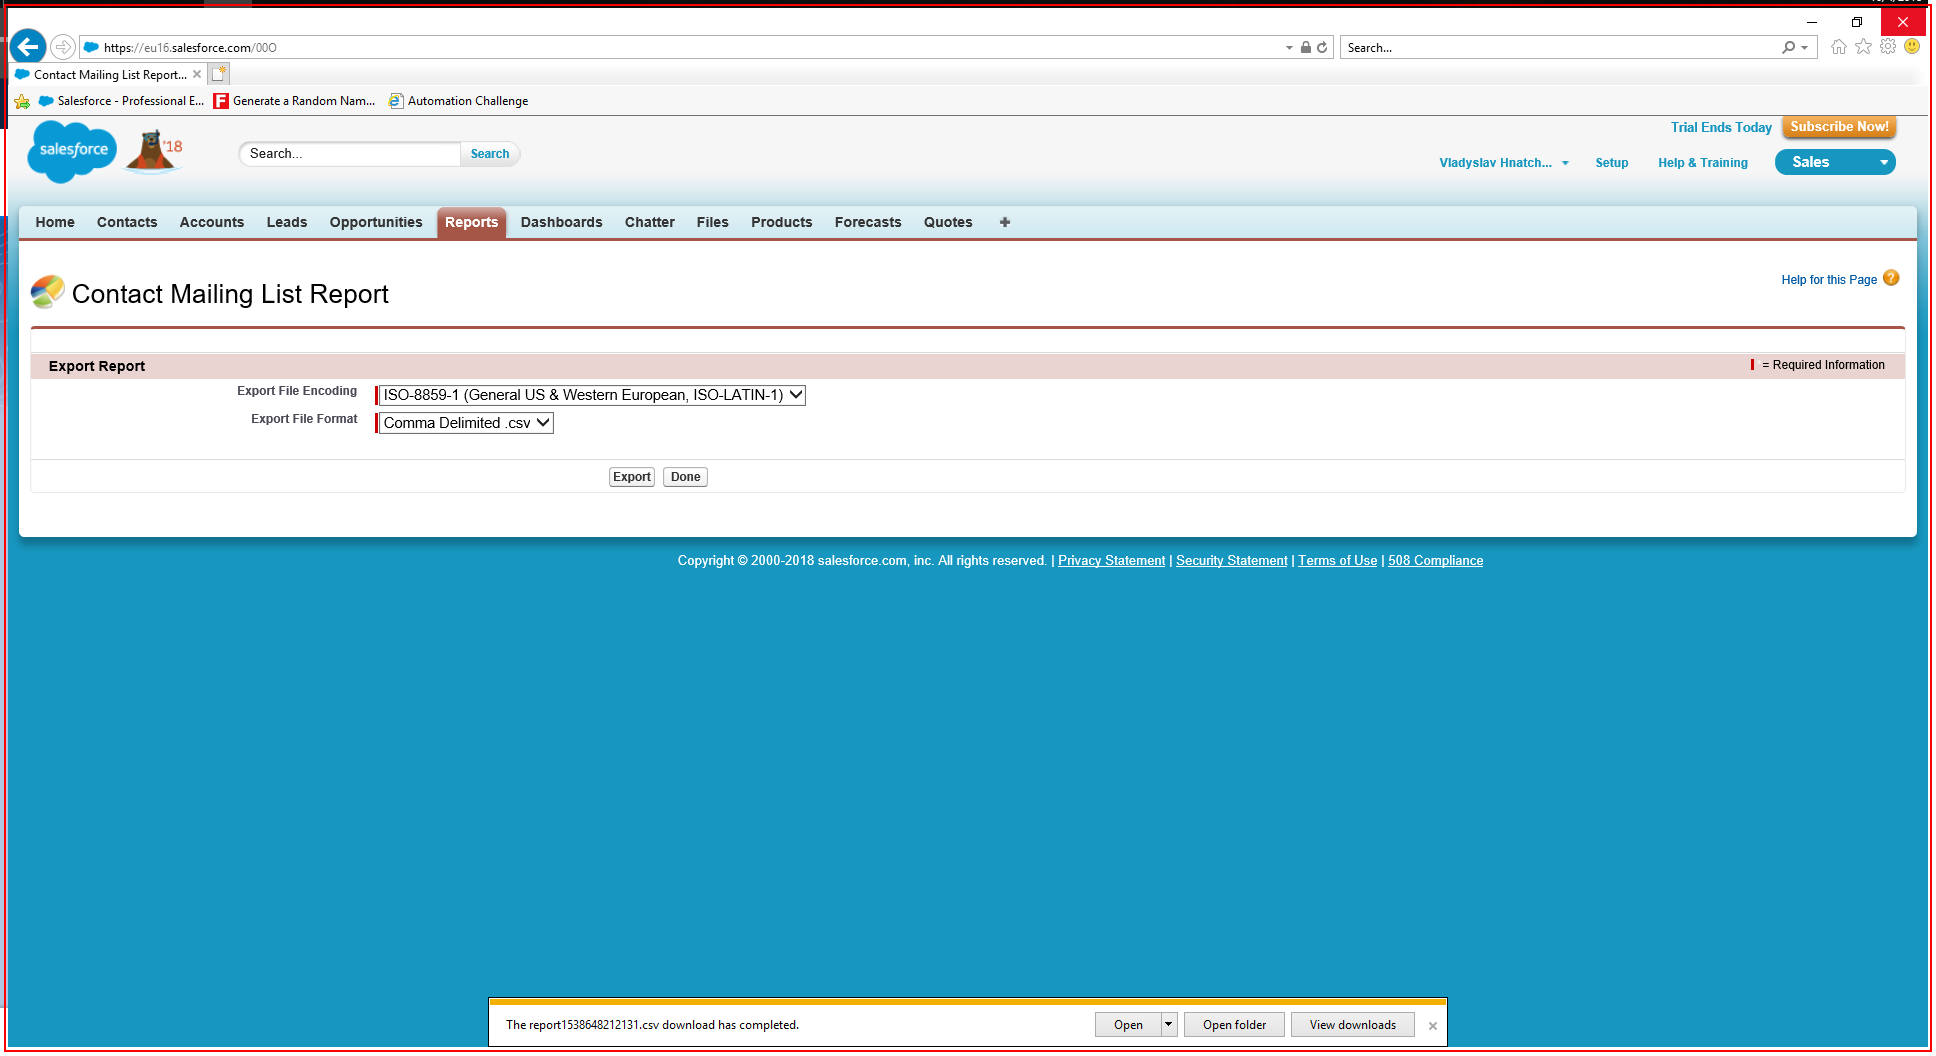 https://eu16.salesforce.com/00O
Search...
Contact Mailing List Report...
Salesforce - Professional E...
Generate a Random Nam...
Automation Challenge
salesforce
'18
Search...
Search
Trial Ends Today
Subscribe Now!
Vladyslav Hnatch...
Setup
Help & Training
Sales
Home
Contacts
Accounts
Leads
Opportunities
Reports
Dashboards
Chatter
Files
Products
Forecasts
Quotes
Contact Mailing List Report
Help for this Page
Export Report
= Required Information
Export File Encoding
ISO-8859-1 (General US & Western European, ISO-LATIN-1)
Export File Format
Comma Delimited .csv
Export
Done
Copyright © 2000-2018 salesforce.com, inc. All rights reserved. | Privacy Statement | Security Statement | Terms of Use | 508 Compliance
The report1538648212131.csv download has completed.
Open
Open folder
View downloads